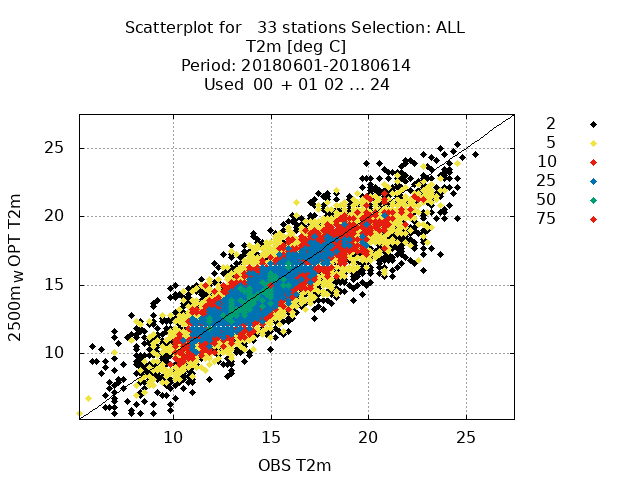 Scatterplot for   33 stations Selection: ALL
T2m [deg C]
Period: 20180601-20180614
Used  00 + 01 02 ... 24
2
5
10
25
50
75
25
20
15
10
2500m w OPT T2m
10 15 20 25
OBS T2m